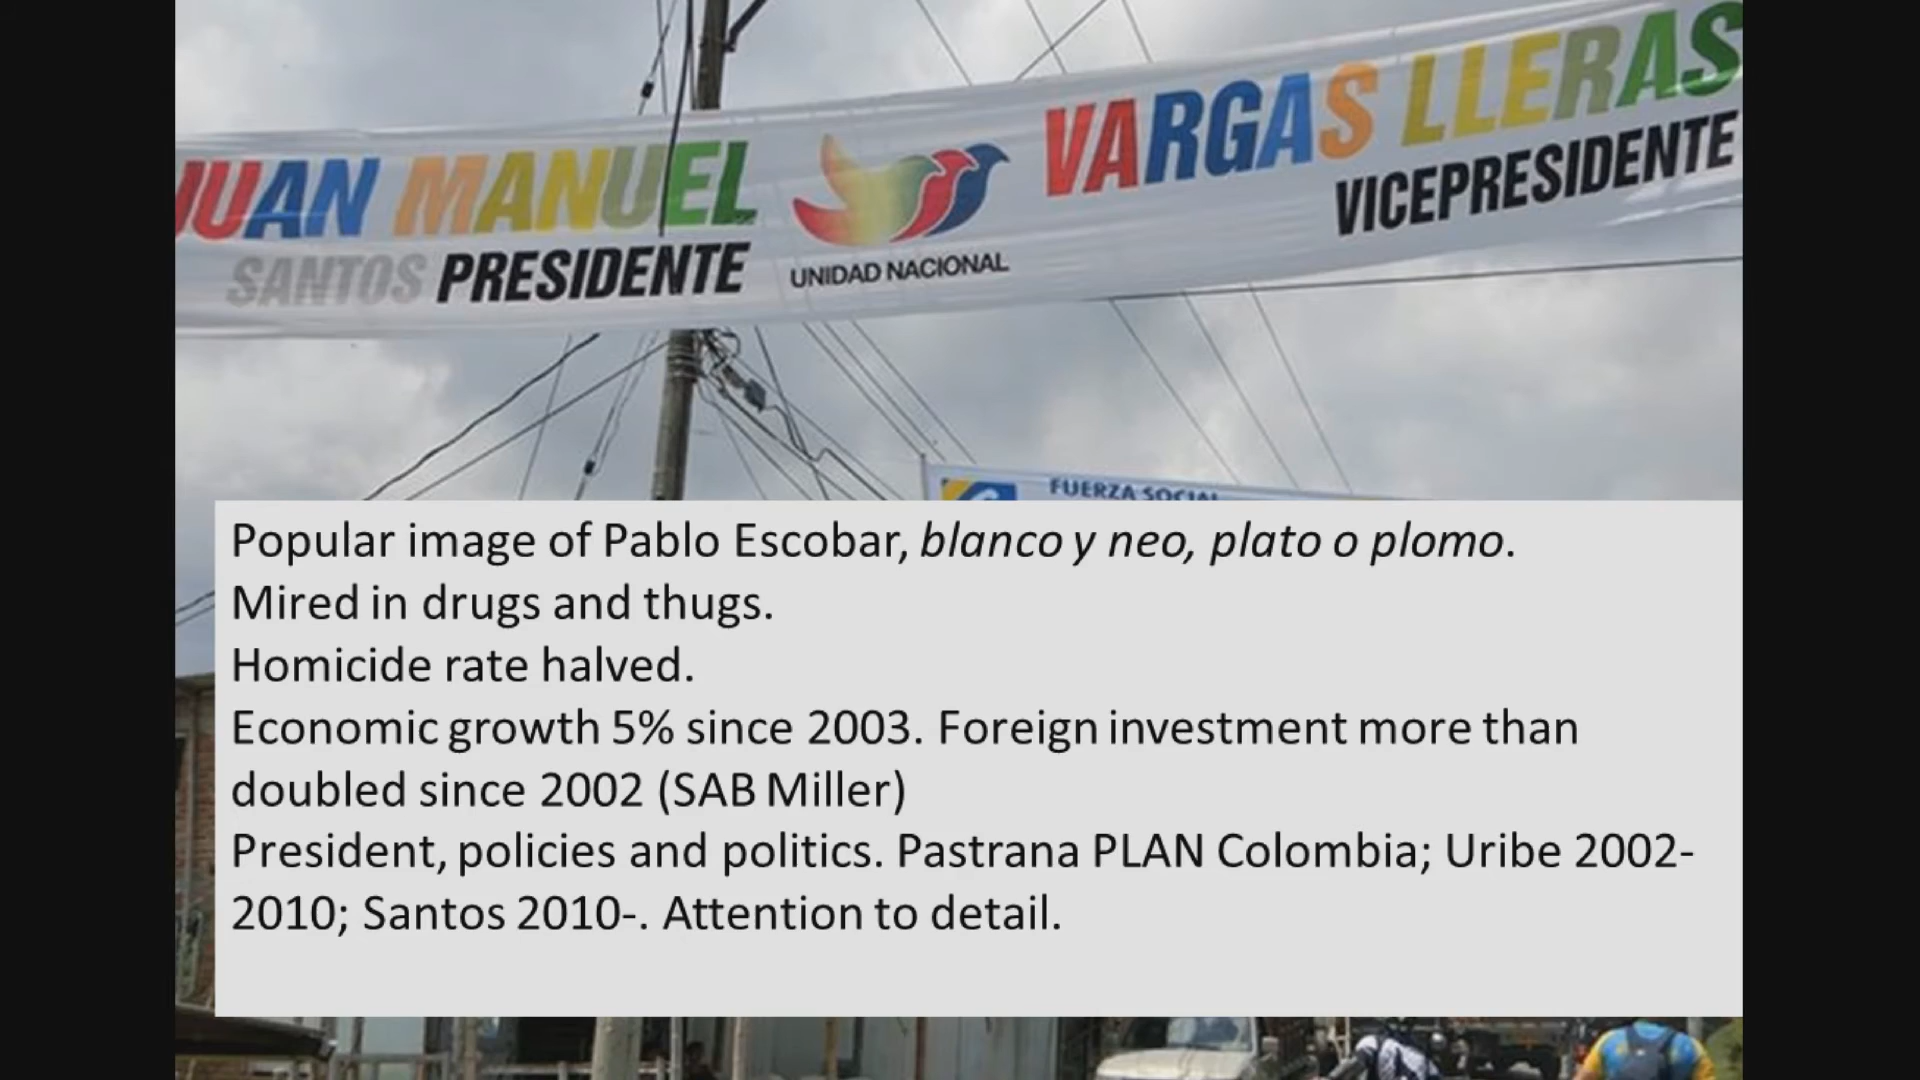 JUAN MANUEL
SANTOS PRESIDENTE
UNIDAD NACIONAL
VARGAS LLERAS
VICEPRESIDENTE
FUERZA SOCIAL
Popular image of Pablo Escobar, blanco y neo, plato o plomo.
Mired in drugs and thugs.
Homicide rate halved.
Economic growth 5% since 2003. Foreign investment more than
doubled since 2002 (SAB Miller)
President, policies and politics. Pastrana PLAN Colombia; Uribe 2002-
2010; Santos 2010-. Attention to detail.